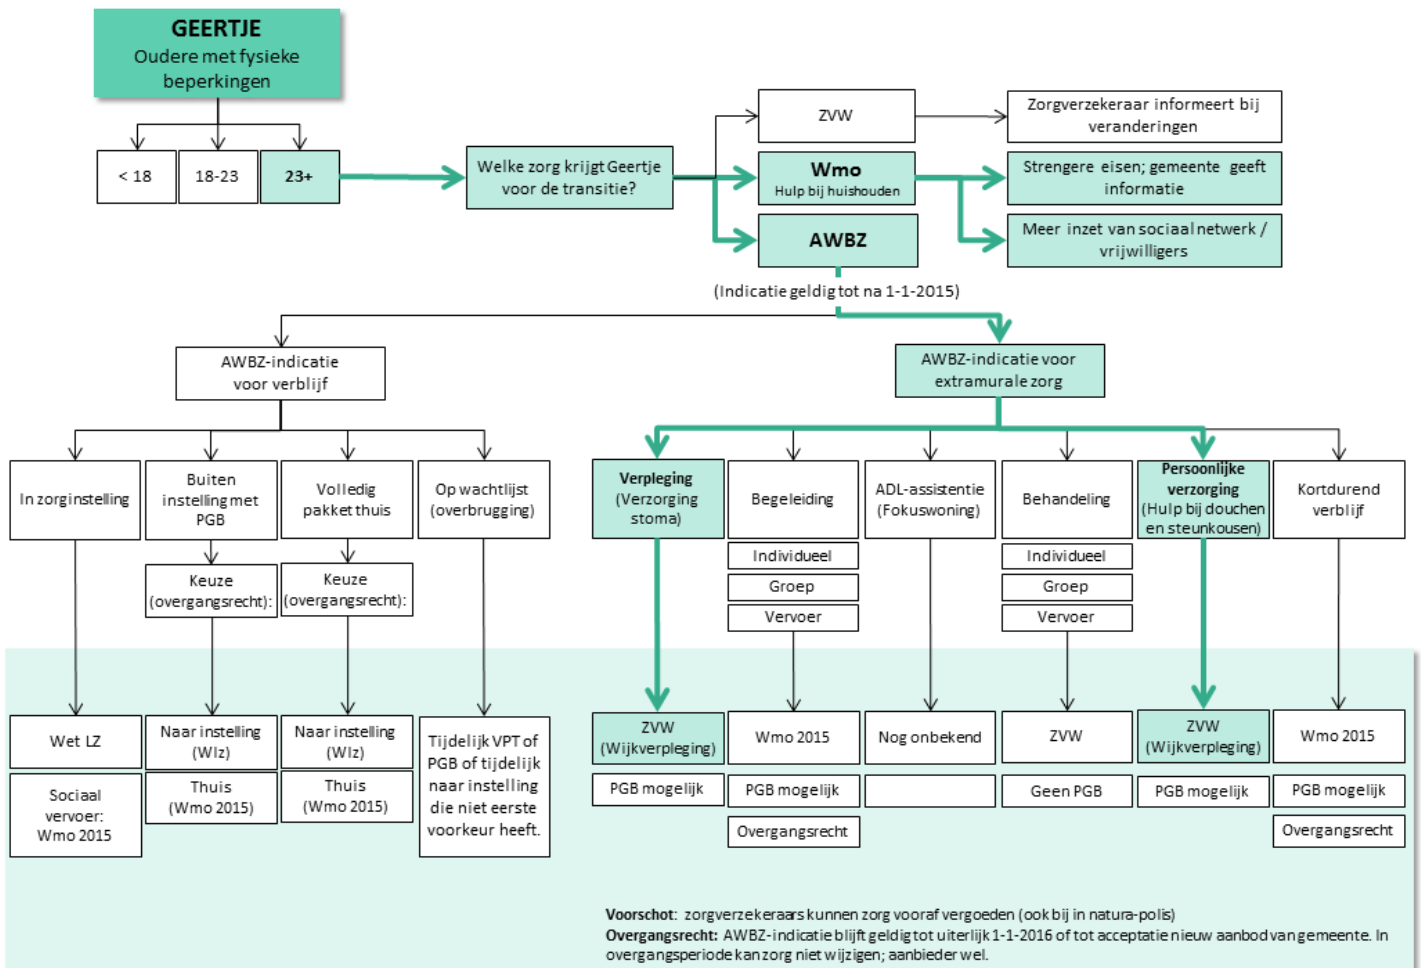 GEERTJE
Oudere met fysieke
beperkingen
< 18
18-23
23+
Welke zorg krijgt Geertje
voor de transitie?
ZVW
Zorgverzekeraar informeert bij
veranderingen
Wmo
Hulp bij huishouden
Strengere eisen; gemeente geeft
informatie
AWBZ
Meer inzet van sociaal netwerk /
vrijwilligers
(Indicatie geldig tot na 1-1-2015)
AWBZ-indicatie
voor verblijf
AWBZ-indicatie voor
extramurale zorg
In zorginstelling
Buiten
instelling met
PGB
Volledig
pakket thuis
Op wachtlijst
(overbrugging)
Verpleging
(Verzorging
stoma)
Begeleiding
ADL-assistentie
(Fokuswoning)
Behandeling
Persoonlijke
verzorging
(Hulp bij douchen
en steunkousen)
Kortdurend
verblijf
Keuze
(overgangsrecht):
Keuze
(overgangsrecht):
Individueel
Groep
Vervoer
Individueel
Groep
Vervoer
Wet LZ
Sociaal
vervoer:
Wmo 2015
Naar instelling
(Wlz)
Thuis
(Wmo 2015)
Naar instelling
(Wlz)
Thuis
(Wmo 2015)
Tijdelijk VPT of
PGB of tijdelijk
naar instelling
die niet eerste
voorkeur heeft.
ZVW
(Wijkverpleging)
PGB mogelijk
Wmo 2015
PGB mogelijk
Overgangsrecht
Nog onbekend
ZVW
Geen PGB
ZVW
(Wijkverpleging)
PGB mogelijk
Wmo 2015
PGB mogelijk
Overgangsrecht
Voorschot: zorgverzekeraars kunnen zorg vooraf vergoeden (ook bij in natura-polis)
Overgangsrecht: AWBZ-indicatie blijft geldig tot uiterlijk 1-1-2016 of tot acceptatie nieuw aanbod van gemeente. In
overgangsperiode kan zorg niet wijzigen; aanbieder wel.